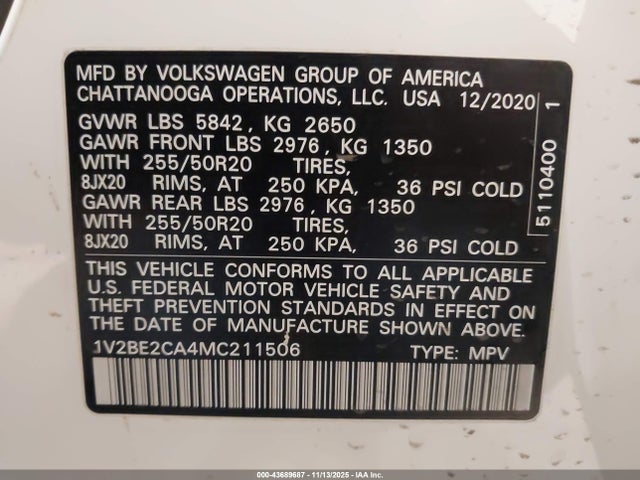 MFD BY VOLKSWAGEN GROUP OF AMERICA
CHATTANOOGA OPERATIONS, LLC. USA 12/2020
GVWR LBS 5842, KG 2650
GAWR FRONT LBS 2976, KG 1350
WITH 255/50R20 TIRES,
8JX20 RIMS, AT 250 KPA, 36 PSI COLD
GAWR REAR LBS 2976, KG 1350
WITH 255/50R20 TIRES,
8JX20 RIMS, AT 250 KPA, 36 PSI COLD
THIS VEHICLE CONFORMS TO ALL APPLICABLE
U.S. FEDERAL MOTOR VEHICLE SAFETY AND
THEFT PREVENTION STANDARDS IN EFFECT ON
THE DATE OF MANUFACTURE SHOWN ABOVE.
1V2BE2CA4MC211506 TYPE: MPV
5110400 1
000-43689687 - 11/13/2025 - IAA Inc.